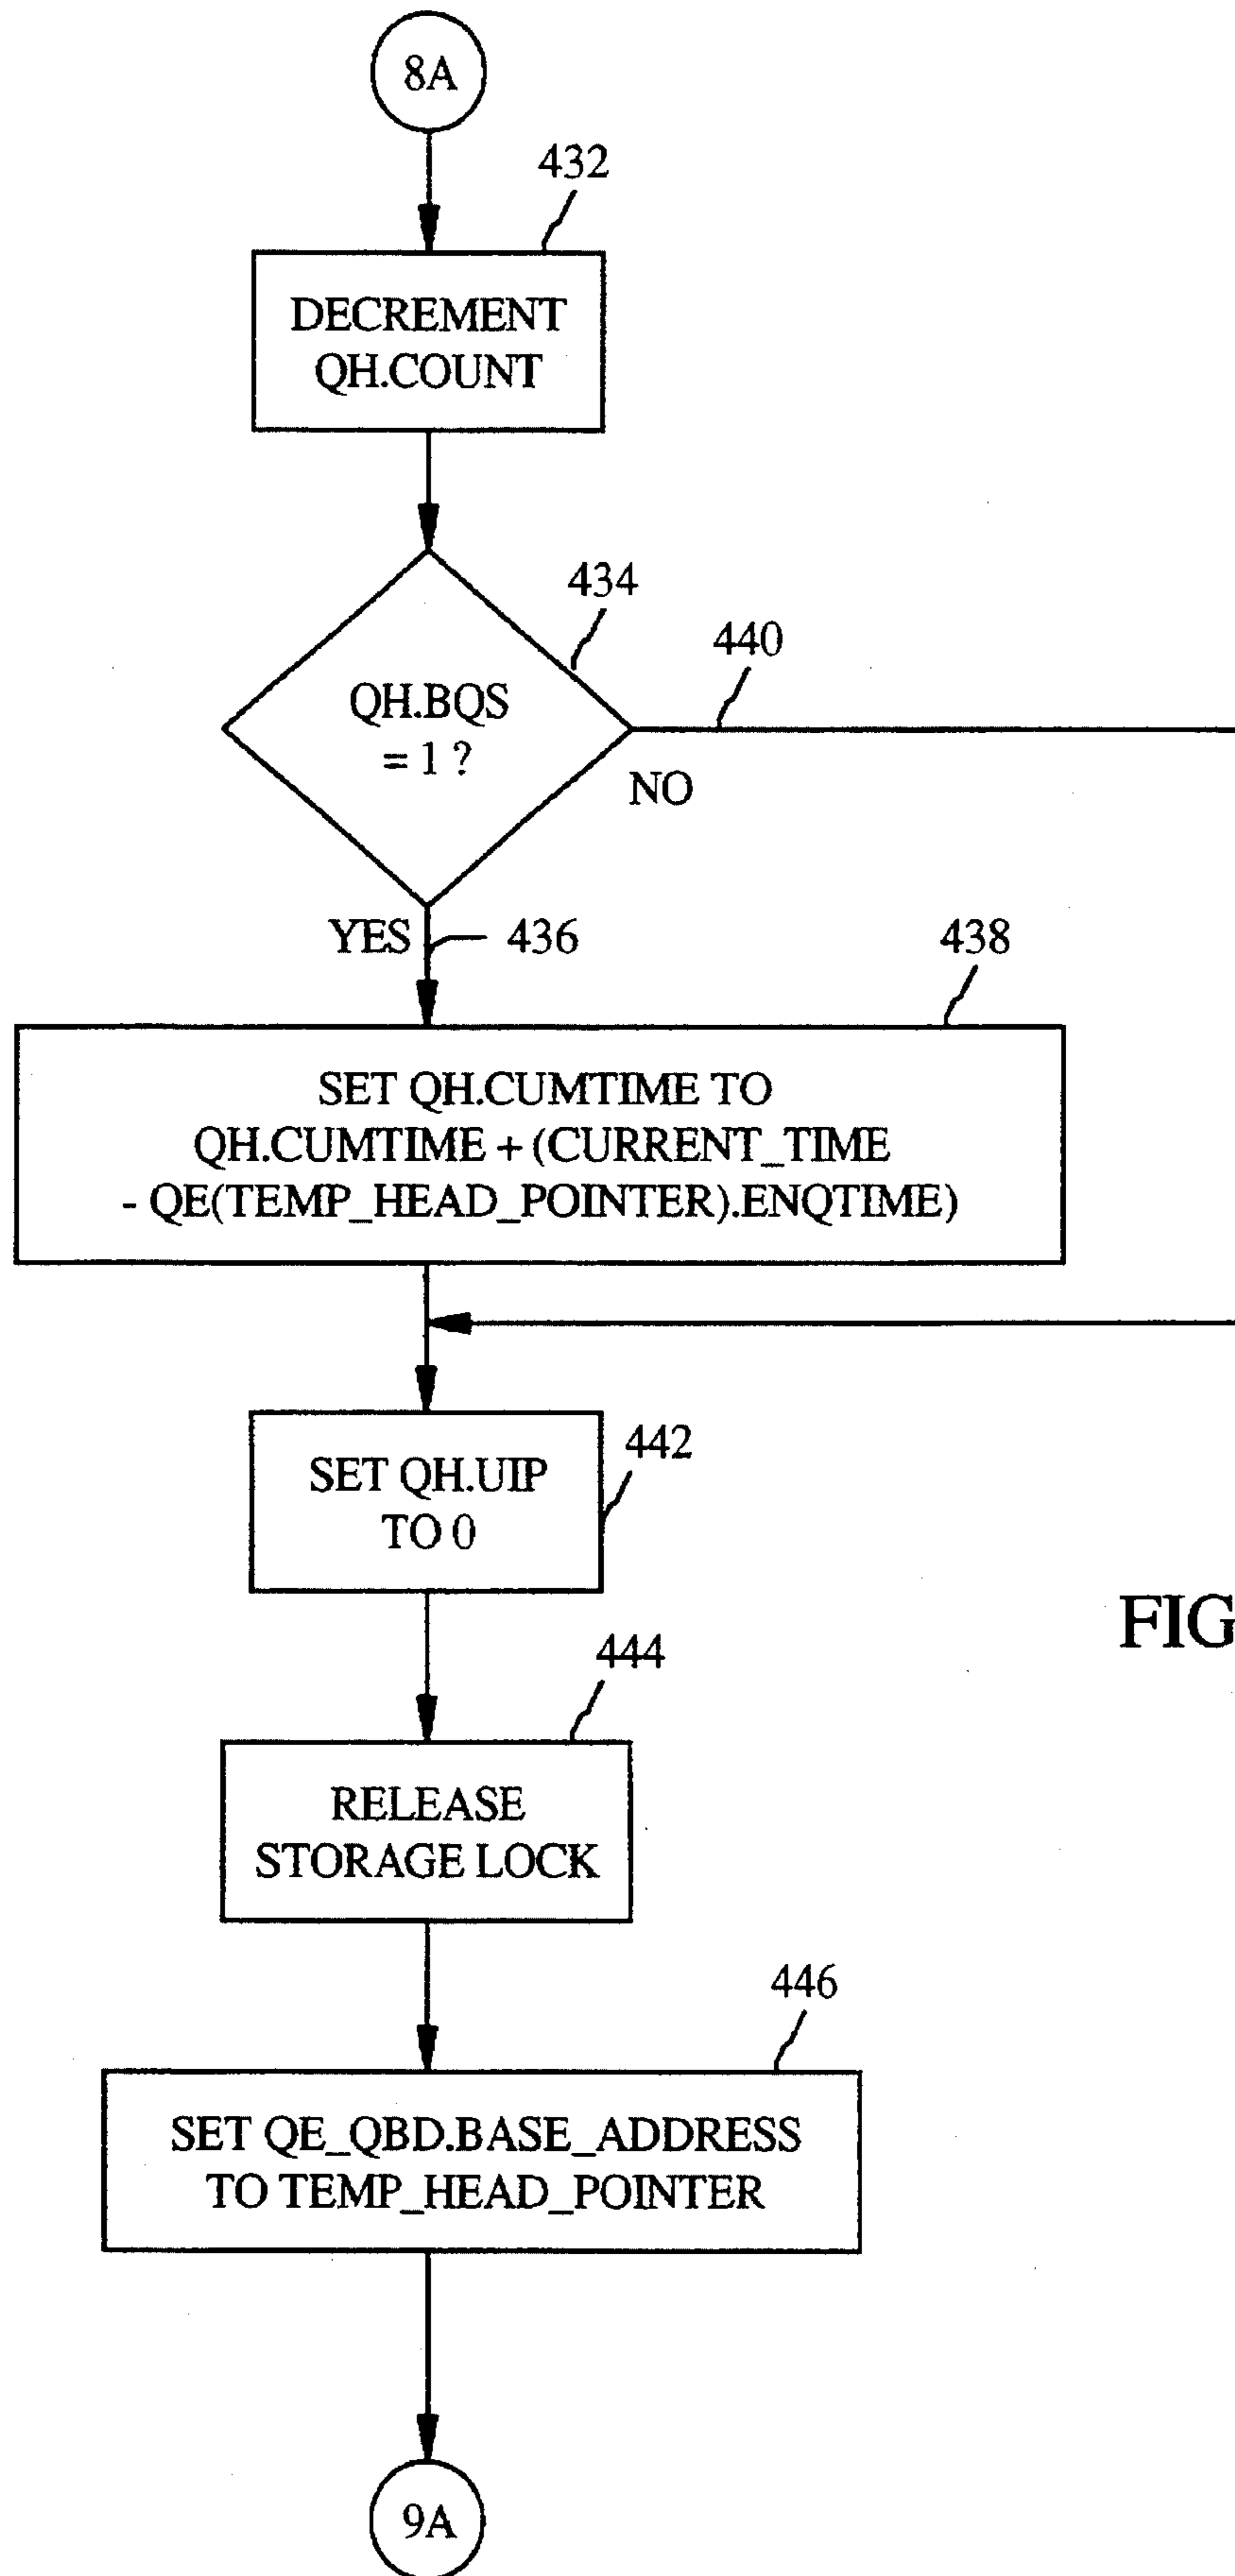 8A
432
DECREMENT
QH.COUNT
434
440
QH.BQS
= 1 ?
NO
YES
436
438
SET QH.CUMTIME TO
QH.CUMTIME + (CURRENT_TIME
- QE(TEMP_HEAD_POINTER).ENQTIME)
442
SET QH.UIP
TO 0
FIG
444
RELEASE
STORAGE LOCK
446
SET QE_QBD.BASE_ADDRESS
TO TEMP_HEAD_POINTER
9A